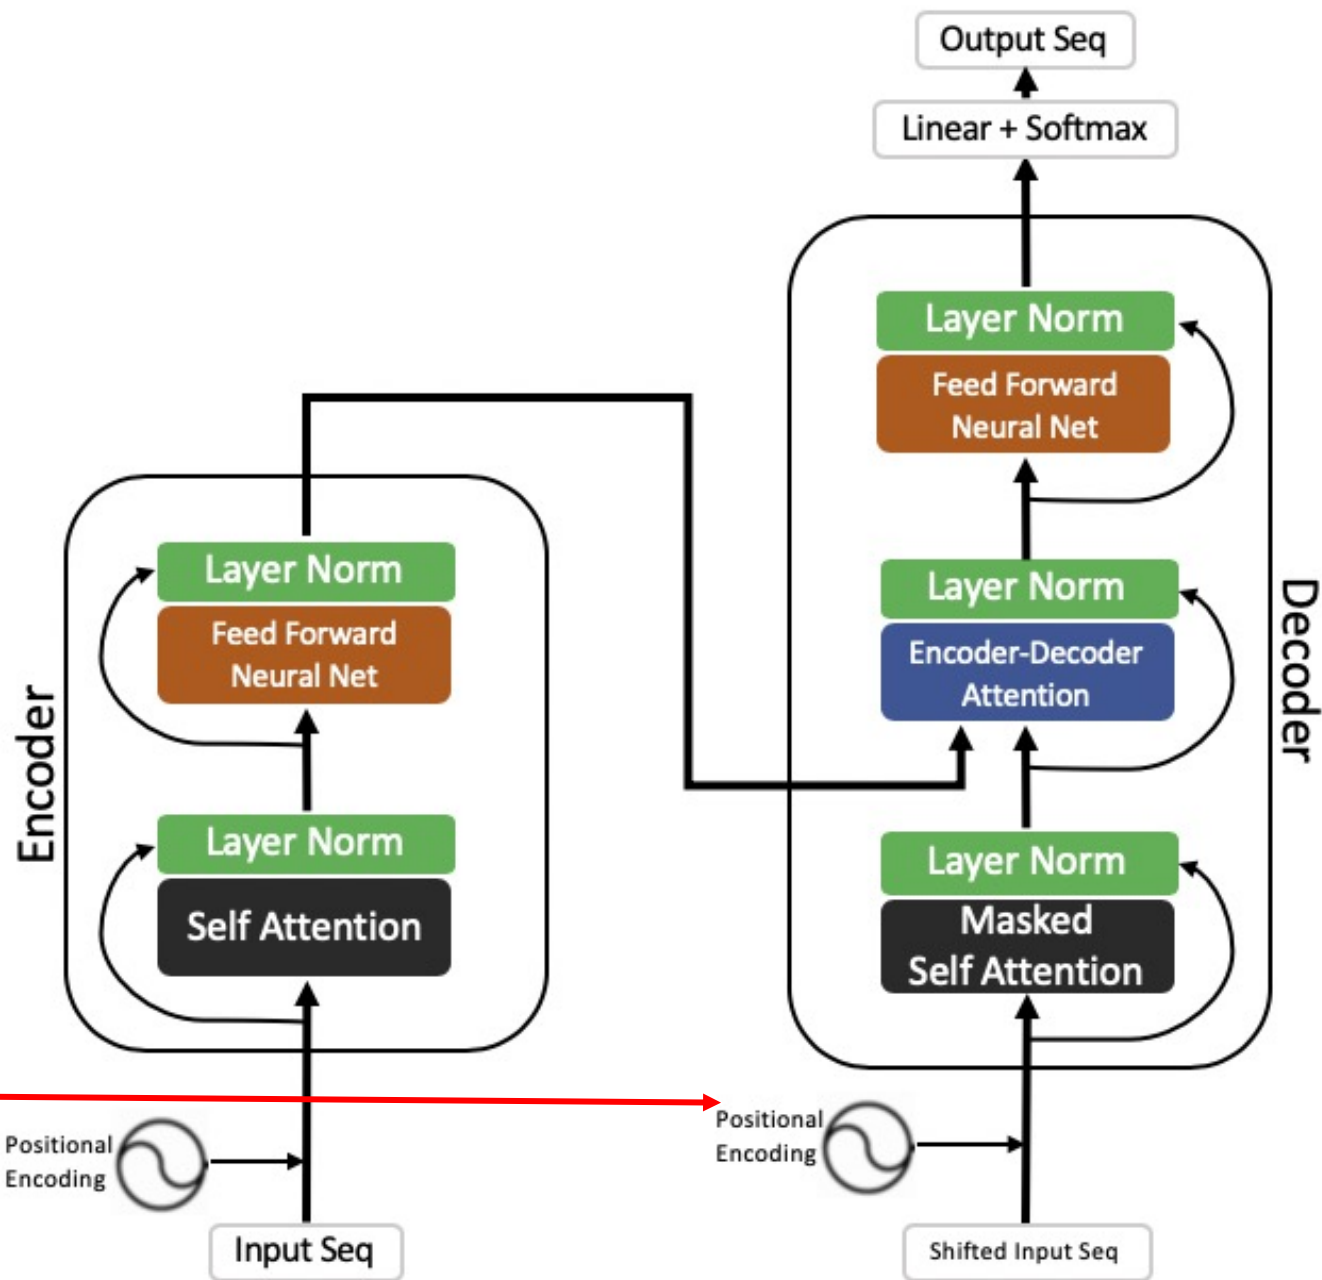 Output Seq
Linear + Softmax
Layer Norm
Feed Forward
Neural Net
Layer Norm
Encoder-Decoder
Attention
Layer Norm
Masked
Self Attention
Decoder
Positional
Encoding
Shifted Input Seq
Layer Norm
Feed Forward
Neural Net
Layer Norm
Self Attention
Encoder
Positional
Encoding
Input Seq